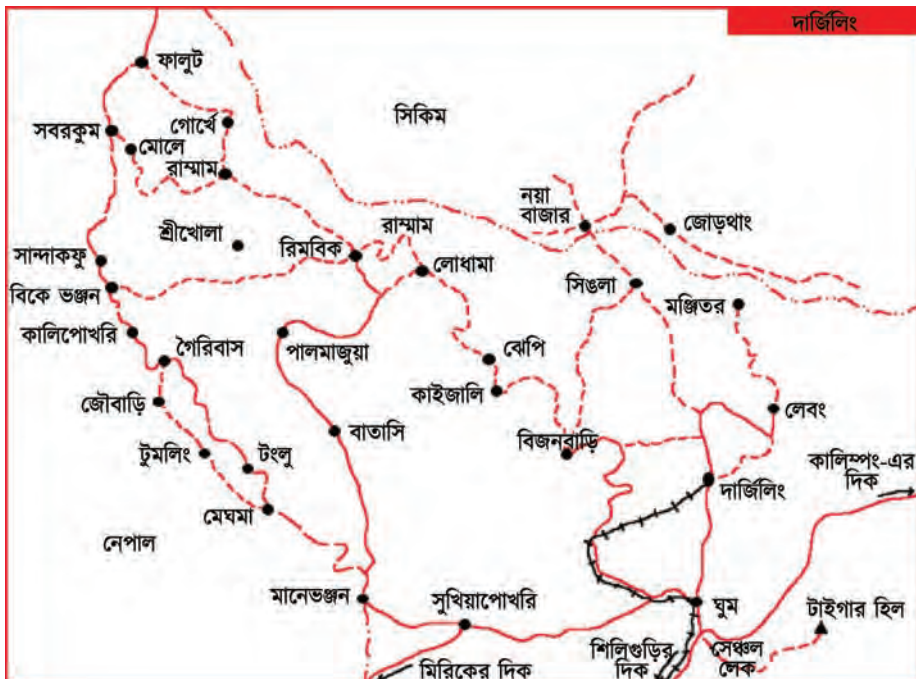 দার্জিলিং
ফালুট
সবরকুম
গোর্খে
মোলে
রাম্মাম
সিকিম
নয়া
বাজার
জোড়থাং
শ্রীখোলা
রাম্মাম
রিমবিক
লোধামা
সান্দাকফু
বিকে ভঞ্জন
সিঙলা
মঞ্জিতর
কালিপোখরি
গৈরিবাস
পালমাজুয়া
ঝেপি
কাইজালি
জৌবাড়ি
লেবং
বাতাসি
বিজনবাড়ি
টুমলিং
টংলু
কালিম্পং-এর
দিক
দার্জিলিং
মেঘমা
নেপাল
মানেভঞ্জন
সুখিয়াপোখরি
ঘুম
টাইগার হিল
শিলিগুড়ির
দিক
সেঞ্চল
লেক
মিরিকের দিক